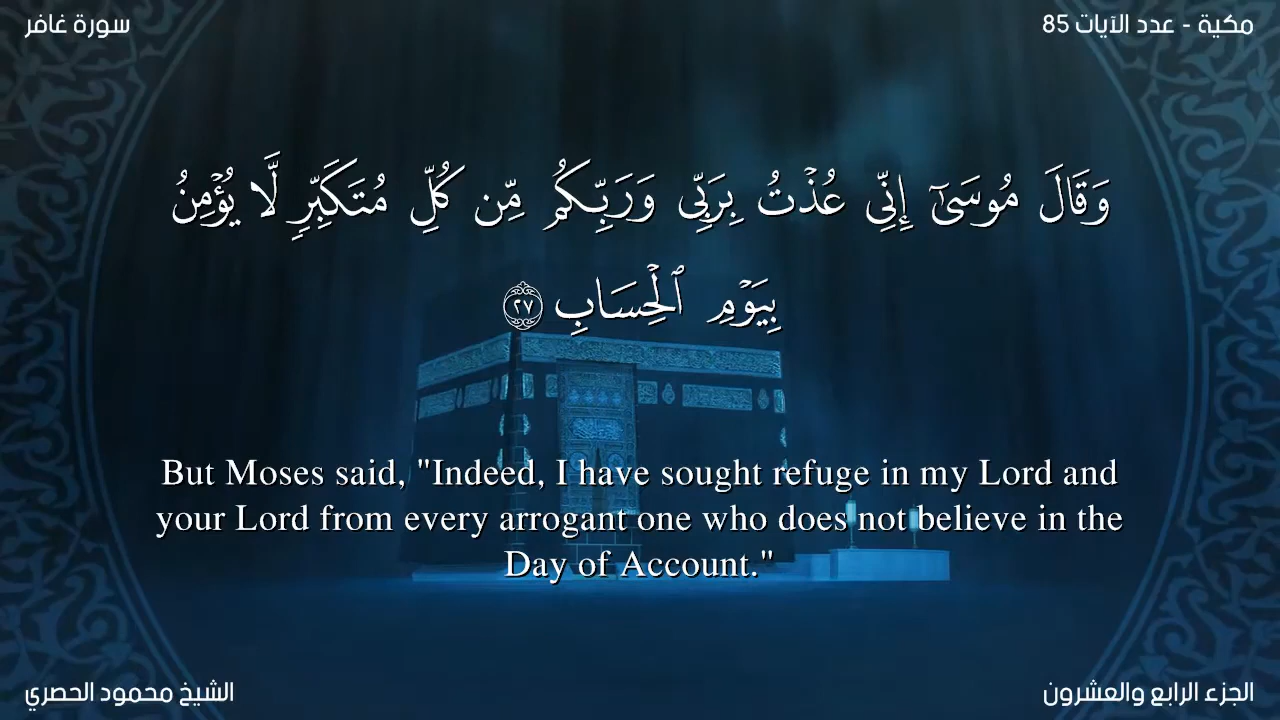 سورة غافر
مكية - عدد الآيات 85
وَقَالَ مُوسَىٰٓ إِنِّى عُذْتُ بِرَبِّى وَرَبِّكُم مِّن كُلِّ مُتَكَبِّرٍ لَّا يُؤْمِنُ
بِيَوْمِ ٱلْحِسَابِ ٢٧
But Moses said, "Indeed, I have sought refuge in my Lord and
your Lord from every arrogant one who does not believe in the
Day of Account."
الشيخ محمود الحصري
الجزء الرابع والعشرون